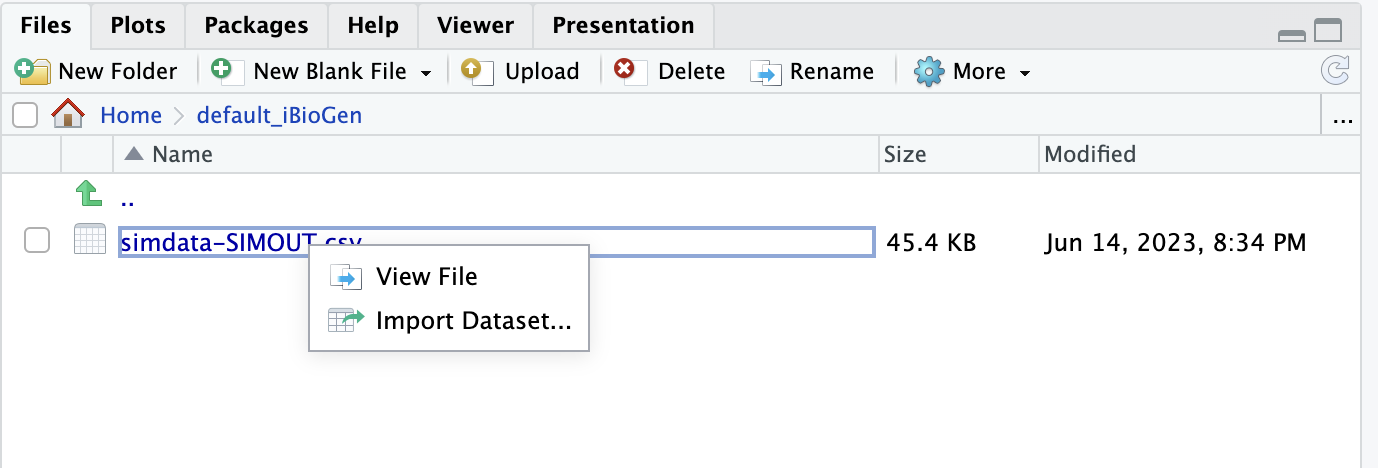 Files Plots Packages Help Viewer Presentation
New Folder New Blank File Upload Delete Rename More
Home default_iBioGen ...
Name Size Modified
..
simdata-SIMOUT.csv 45.4 KB Jun 14, 2023, 8:34 PM
View File
Import Dataset...